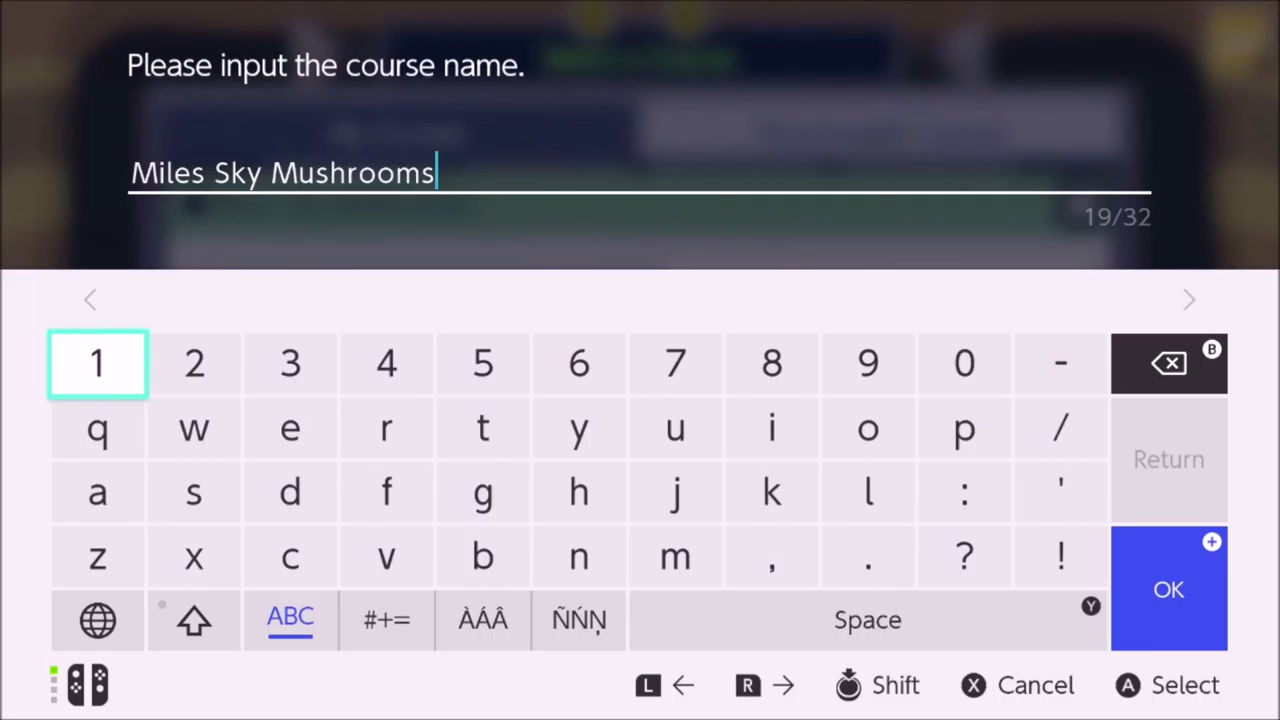 Please input the course name.
Miles Sky Mushrooms
19/32
1 2 3 4 5 6 7 8 9 0 - B
q w e r t y u i o p / Return
a s d f g h j k l : '
z x c v b n m , . ? ! + OK
ABC #+= ÀÁÂ ÑŃŅ Space Y
L ← R → Shift X Cancel A Select